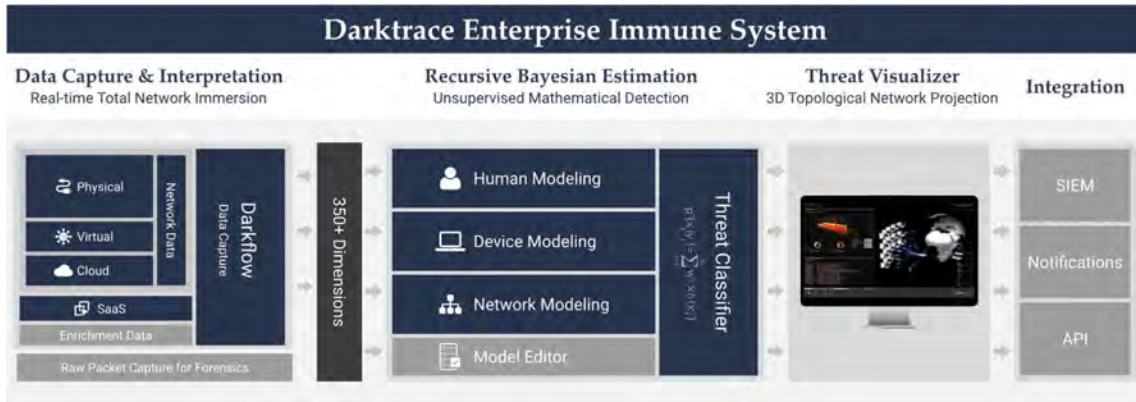 Darktrace Enterprise Immune System
Data Capture & Interpretation
Real-time Total Network Immersion
Recursive Bayesian Estimation
Unsupervised Mathematical Detection
Threat Visualizer
3D Topological Network Projection
Integration
Physical
Virtual
Cloud
Network Data
SaaS
Enrichment Data
Darkflow
Data Capture
Raw Packet Capture for Forensics
350+ Dimensions
Human Modeling
Device Modeling
Network Modeling
Model Editor
Threat Classifier
SIEM
Notifications
API